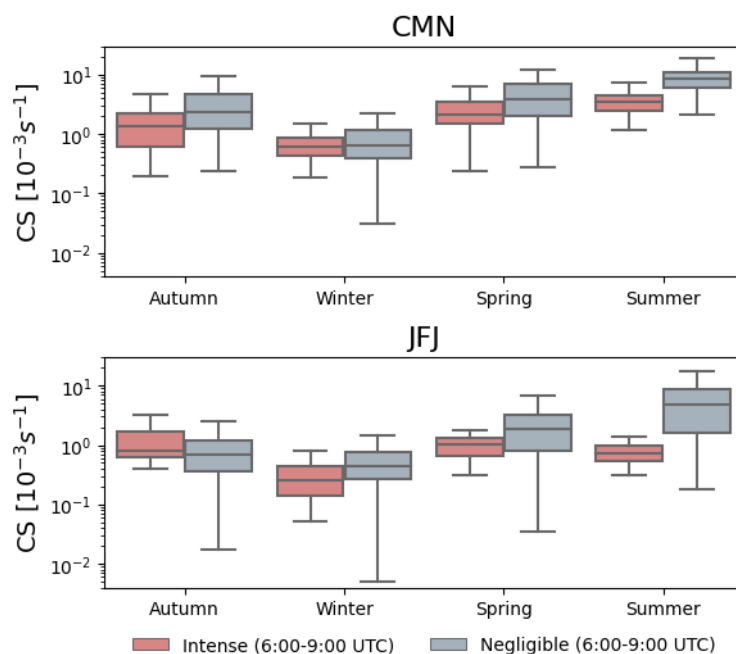 CMN
CS [10⁻³s⁻¹]
10¹
10⁰
10⁻¹
10⁻²
Autumn Winter Spring Summer
JFJ
CS [10⁻³s⁻¹]
10¹
10⁰
10⁻¹
10⁻²
Autumn Winter Spring Summer
Intense (6:00-9:00 UTC) Negligible (6:00-9:00 UTC)